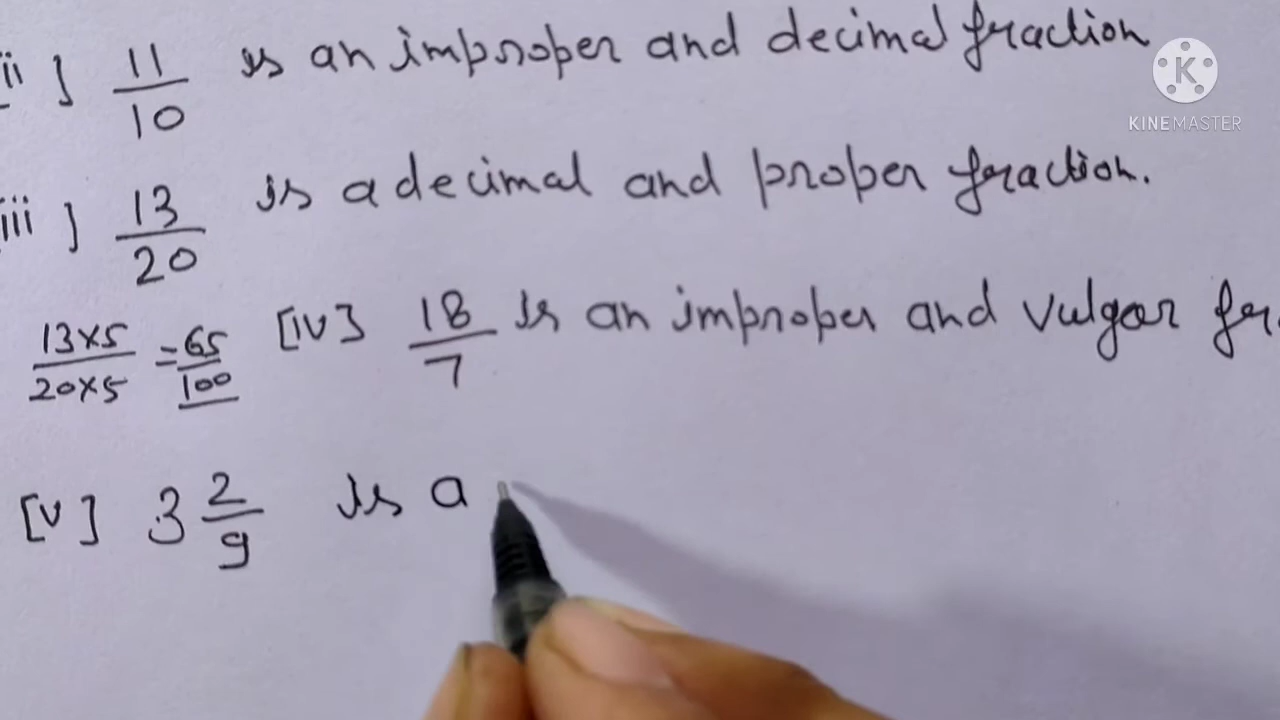 ii] 11/10 is an improper and decimal fraction
KINEMASTER
iii] 13/20 is a decimal and proper fraction.
13×5/20×5 = 65/100
[iv] 18/7 is an improper and vulgar fr
[v] 3 2/9 is a